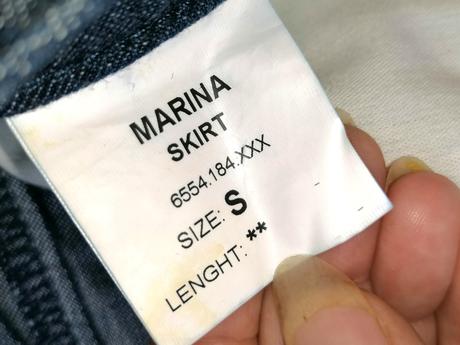 MARINA
SKIRT
6554.184.XXX
SIZE: S
LENGHT: **